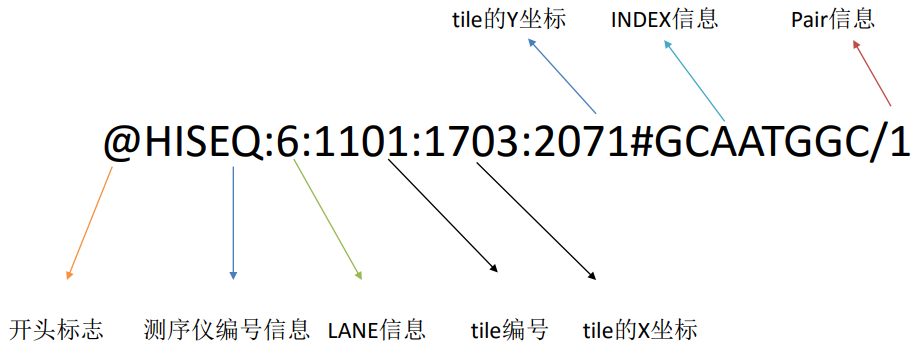 tile的Y坐标 INDEX信息 Pair信息
@HISEQ:6:1101:1703:2071#GCAATGGC/1
开头标志 测序仪编号信息 LANE信息 tile编号 tile的X坐标